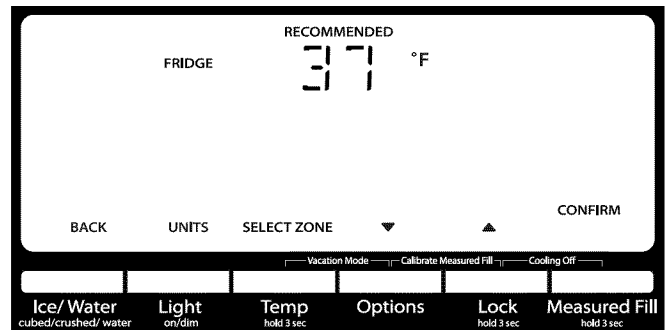 RECOMMENDED
FRIDGE 37 °F
CONFIRM
BACK UNITS SELECT ZONE ▼ ▲
Vacation Mode Calibrate Measured Fill Cooling Off
Ice/ Water Light Temp Options Lock Measured Fill
cubed/crushed/ water on/dim hold 3 sec hold 3 sec hold 3 sec